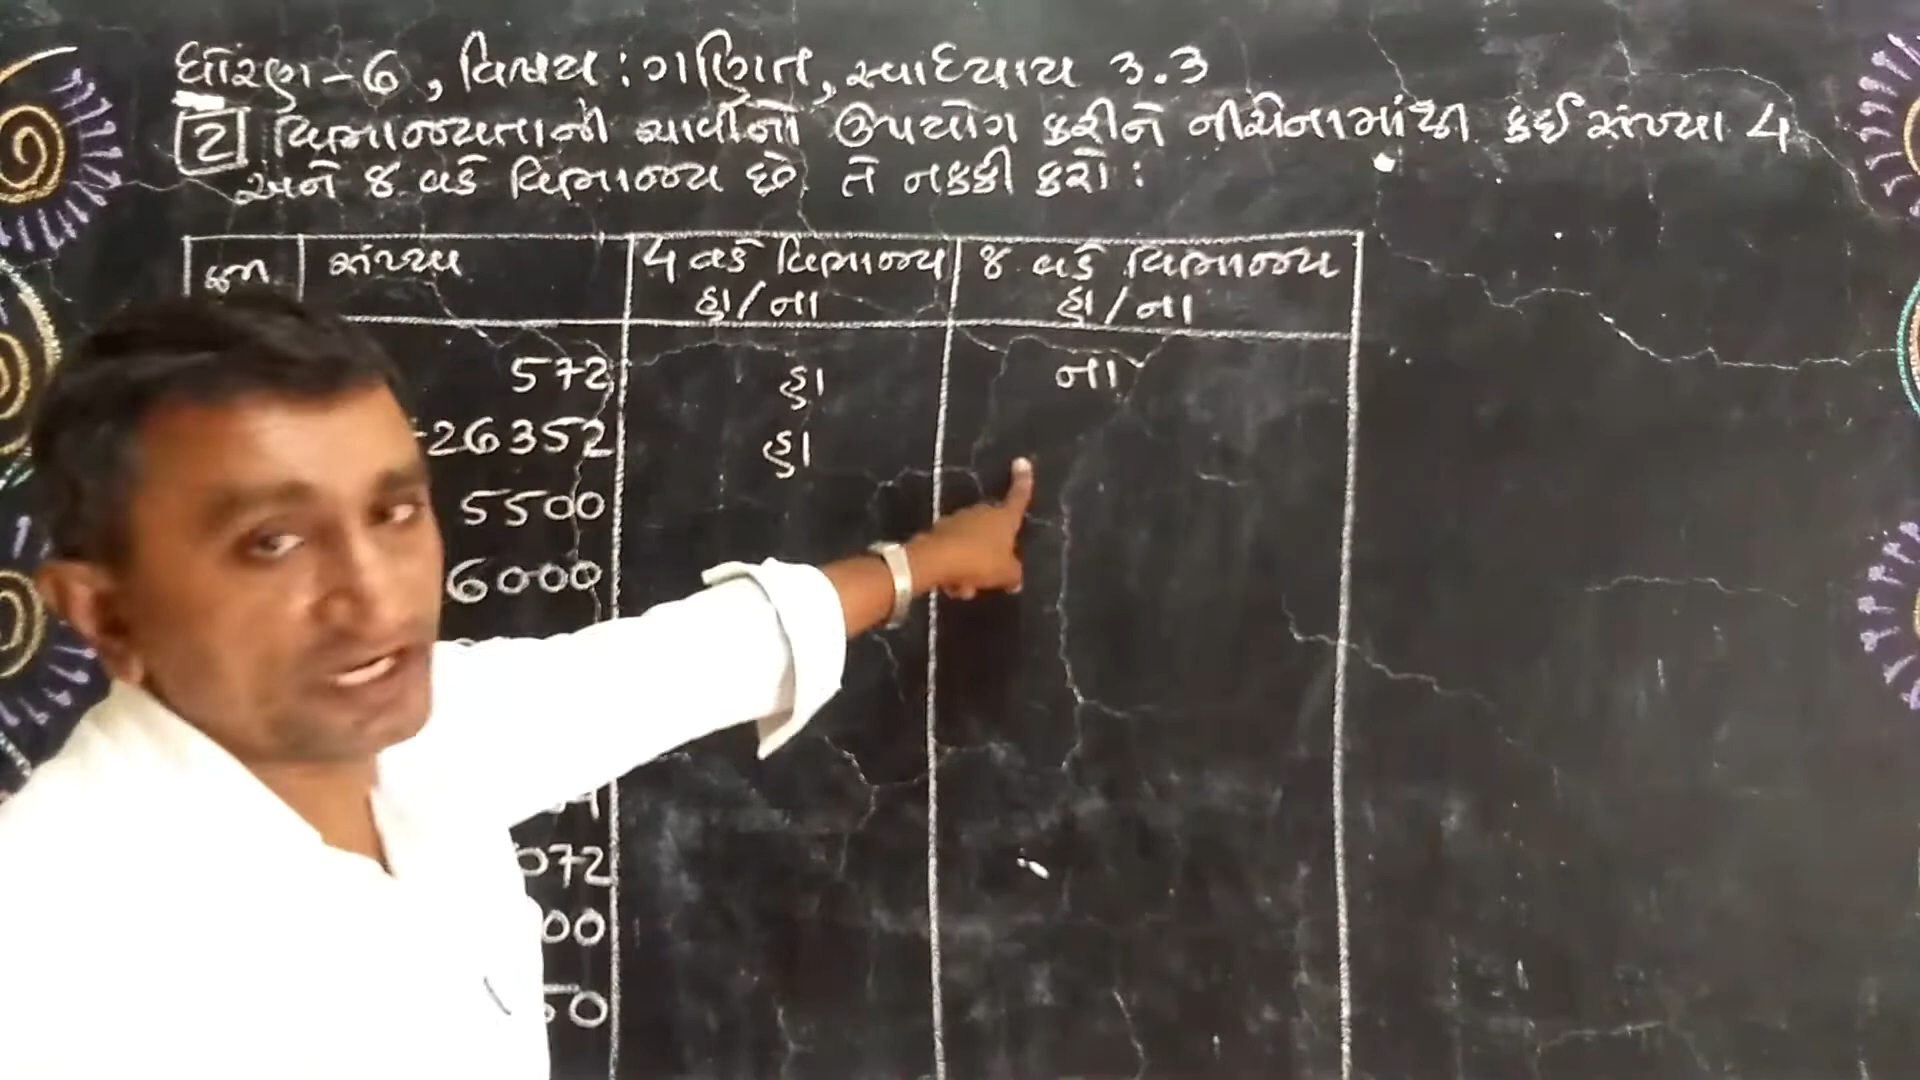 ધોરણ-6, વિષય : ગણિત, સ્વાધ્યાય 3.3
2 વિભાજ્યતાની ચાવીનો ઉપયોગ કરીને નીચેનામાંથી કઈ સંખ્યા 4
અને 8 વડે વિભાજ્ય છે તે નક્કી કરો :
ક્રમ સંખ્યા 4 વડે વિભાજ્ય 8 વડે વિભાજ્ય
હા/ના હા/ના
572 હા ના
26352 હા
5500
6000
072
00
50